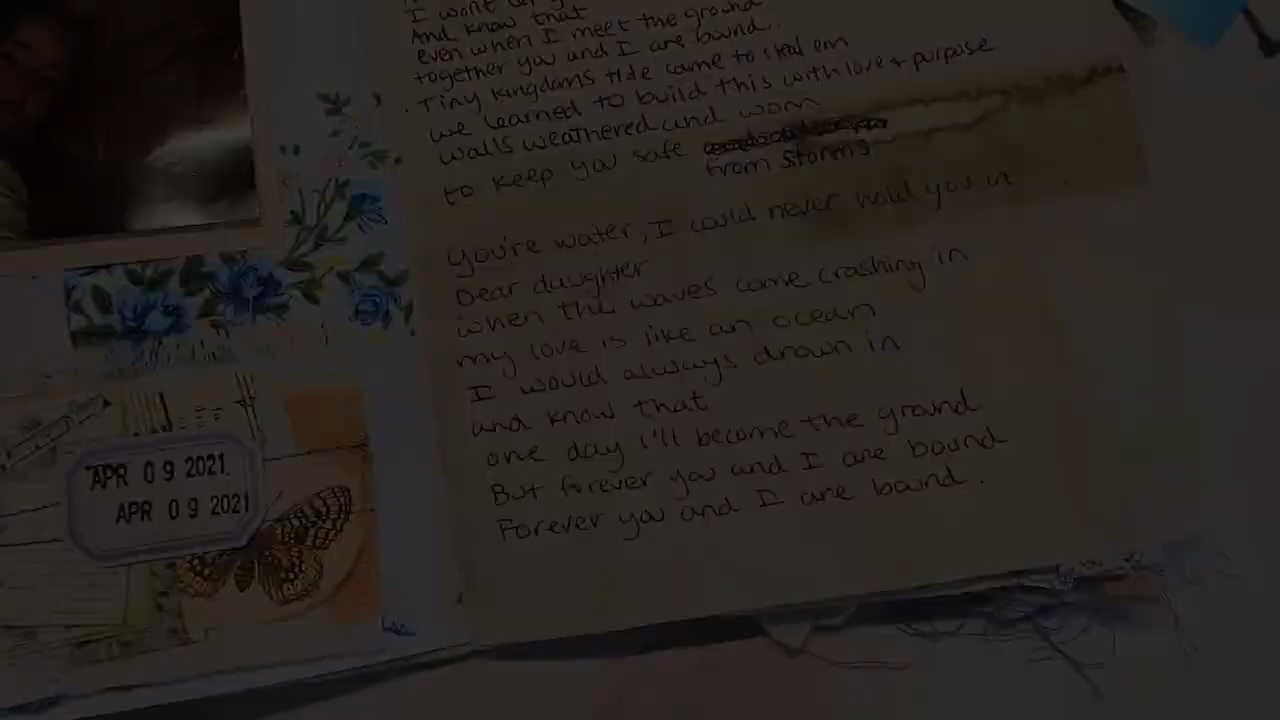 I wont
And know that
even when I meet the ground
together you and I are bound.
Tiny kingdoms tide came to steal em
we learned to build this with love + purpose
walls weathered and worn
to keep you safe
from storms
you're water, I could never hold you in
Dear daughter
when the waves come crashing in
my love is like an ocean
I would always drown in
and know that
one day i'll become the ground
But forever you and I are bound
Forever you and I are bound.
APR 09 2021
APR 09 2021